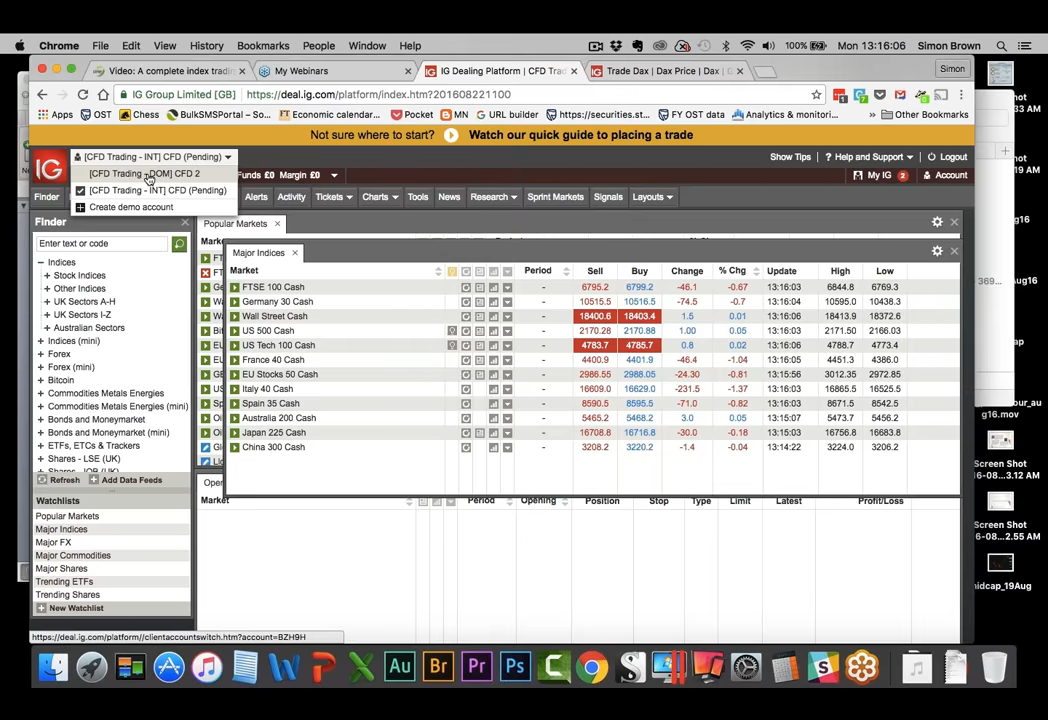 Chrome File Edit View History Bookmarks People Window Help 100% Mon 13:16:06 Simon Brown
Video: A complete index trading My Webinars IG Dealing Platform | CFD Tra Trade Dax | Dax Price | Dax Simon
IG Group Limited [GB] https://deal.ig.com/platform/index.htm?201608221100
Apps OST Chess BulkSMSPortal – So... Economic calendar... Pocket MN URL builder https://securities.st... FY OST data Analytics & monitori... » Other Bookmarks
Not sure where to start? Watch our quick guide to placing a trade
IG [CFD Trading - INT] CFD (Pending) Show Tips ? Help and Support Logout
[CFD Trading - DOM] CFD 2 Funds £0 Margin £0 My IG 2 Account
[CFD Trading - INT] CFD (Pending)
Create demo account
Finder Alerts Activity Tickets Charts Tools News Research Sprint Markets Signals Layouts
Finder
Enter text or code
Indices
Stock Indices
Other Indices
UK Sectors A-H
UK Sectors I-Z
Australian Sectors
Indices (mini)
Forex
Forex (mini)
Bitcoin
Commodities Metals Energies
Commodities Metals Energies (mini)
Bonds and Moneymarket
Bonds and Moneymarket (mini)
ETFs, ETCs & Trackers
Shares - LSE (UK)
Refresh Add Data Feeds
Watchlists
Popular Markets
Major Indices
Major FX
Major Commodities
Major Shares
Trending ETFs
Trending Shares
New Watchlist
Popular Markets
Major Indices
Market Period Sell Buy Change % Chg Update High Low
FTSE 100 Cash - 6795.2 6799.2 -46.1 -0.67 13:16:03 6844.8 6769.3
Germany 30 Cash - 10515.5 10516.5 -74.5 -0.7 13:16:04 10595.0 10438.3
Wall Street Cash - 18400.6 18403.4 1.5 0.01 13:16:06 18413.9 18372.6
US 500 Cash - 2170.28 2170.88 1.00 0.05 13:16:03 2171.50 2166.03
US Tech 100 Cash - 4783.7 4785.7 0.8 0.02 13:16:06 4788.7 4773.4
France 40 Cash - 4400.9 4401.9 -46.4 -1.04 13:16:05 4451.3 4386.0
EU Stocks 50 Cash - 2986.55 2988.05 -24.30 -0.81 13:15:56 3012.35 2972.85
Italy 40 Cash - 16609.0 16629.0 -231.5 -1.37 13:16:03 16865.5 16525.5
Spain 35 Cash - 8590.5 8595.5 -71.0 -0.82 13:16:04 8671.5 8542.5
Australia 200 Cash - 5465.2 5468.2 3.0 0.05 13:15:07 5473.7 5456.2
Japan 225 Cash - 16708.8 16716.8 -30.0 -0.18 13:15:03 16756.8 16683.8
China 300 Cash - 3208.2 3206.2 -1.4 -0.04 13:14:22 3224.0 3206.2
Market Period Opening Position Stop Type Limit Latest Profit/Loss
https://deal.ig.com/platform//clientaccountswitch.htm?account=BZH9H
Screen Shot
Screen Shot
midcap_19Aug
g16.mov